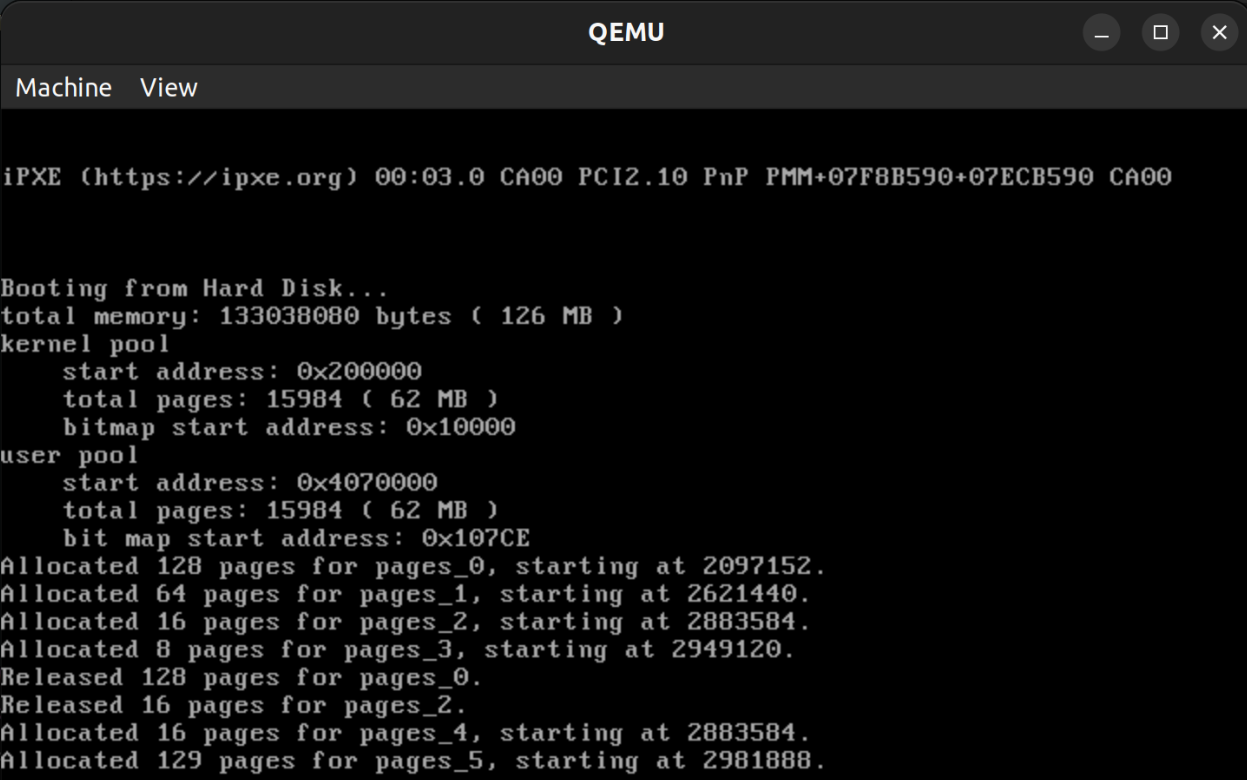 QEMU
Machine View
iPXE (https://ipxe.org) 00:03.0 CA00 PCI2.10 PnP PMM+07F8B590+07ECB590 CA00
Booting from Hard Disk...
total memory: 133038080 bytes ( 126 MB )
kernel pool
    start address: 0x200000
    total pages: 15984 ( 62 MB )
    bitmap start address: 0x10000
user pool
    start address: 0x4070000
    total pages: 15984 ( 62 MB )
    bit map start address: 0x107CE
Allocated 128 pages for pages_0, starting at 2097152.
Allocated 64 pages for pages_1, starting at 2621440.
Allocated 16 pages for pages_2, starting at 2883584.
Allocated 8 pages for pages_3, starting at 2949120.
Released 128 pages for pages_0.
Released 16 pages for pages_2.
Allocated 16 pages for pages_4, starting at 2883584.
Allocated 129 pages for pages_5, starting at 2981888.